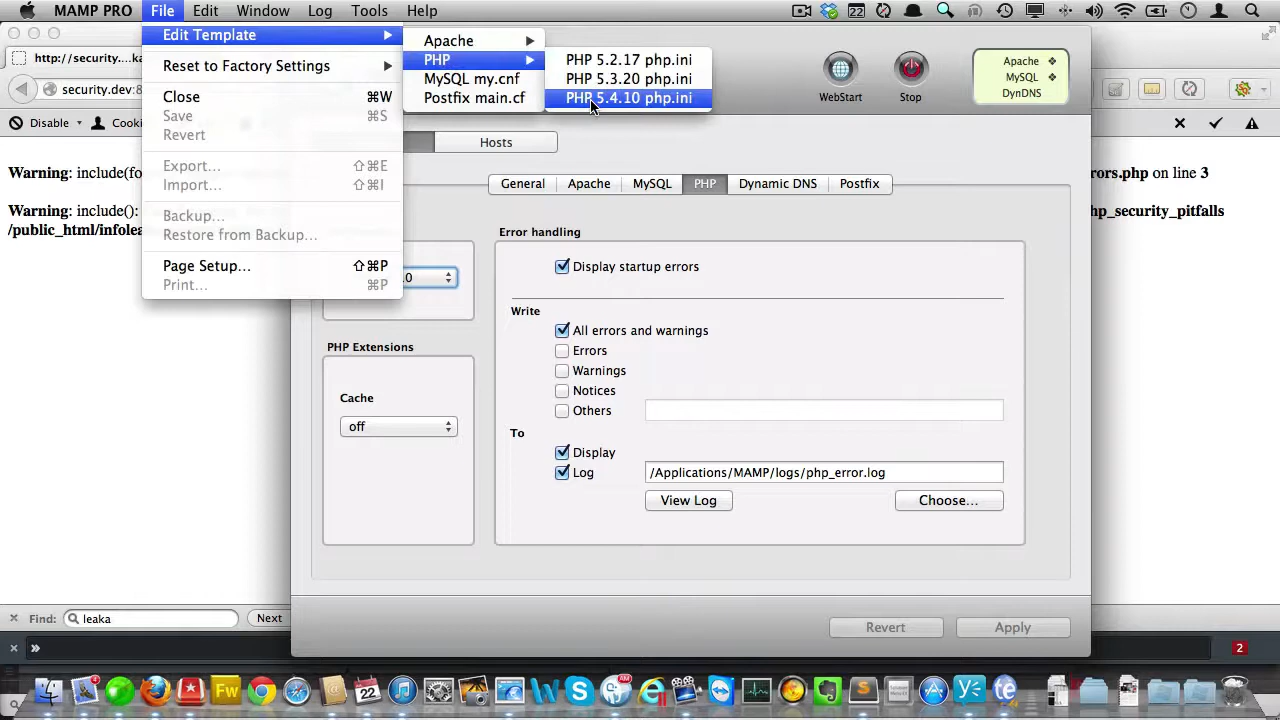 MAMP PRO File Edit Window Log Tools Help
Edit Template
Reset to Factory Settings
Close ⌘W
Save ⌘S
Revert
Export... ⇧⌘E
Import... ⇧⌘I
Backup...
Restore from Backup...
Page Setup... ⇧⌘P
Print... ⌘P
Apache
PHP
MySQL my.cnf
Postfix main.cf
PHP 5.2.17 php.ini
PHP 5.3.20 php.ini
PHP 5.4.10 php.ini
WebStart
Stop
Apache
MySQL
DynDNS
http://security.
security.dev:8
Disable
Cooki
Warning: include(fo
rors.php on line 3
Warning: include():
hp_security_pitfalls
/public_html/infolea
Hosts
General Apache MySQL PHP Dynamic DNS Postfix
.0
PHP Extensions
Cache
off
Error handling
Display startup errors
Write
All errors and warnings
Errors
Warnings
Notices
Others
To
Display
Log /Applications/MAMP/logs/php_error.log
View Log Choose...
Revert Apply
Find: leaka Next
2
22